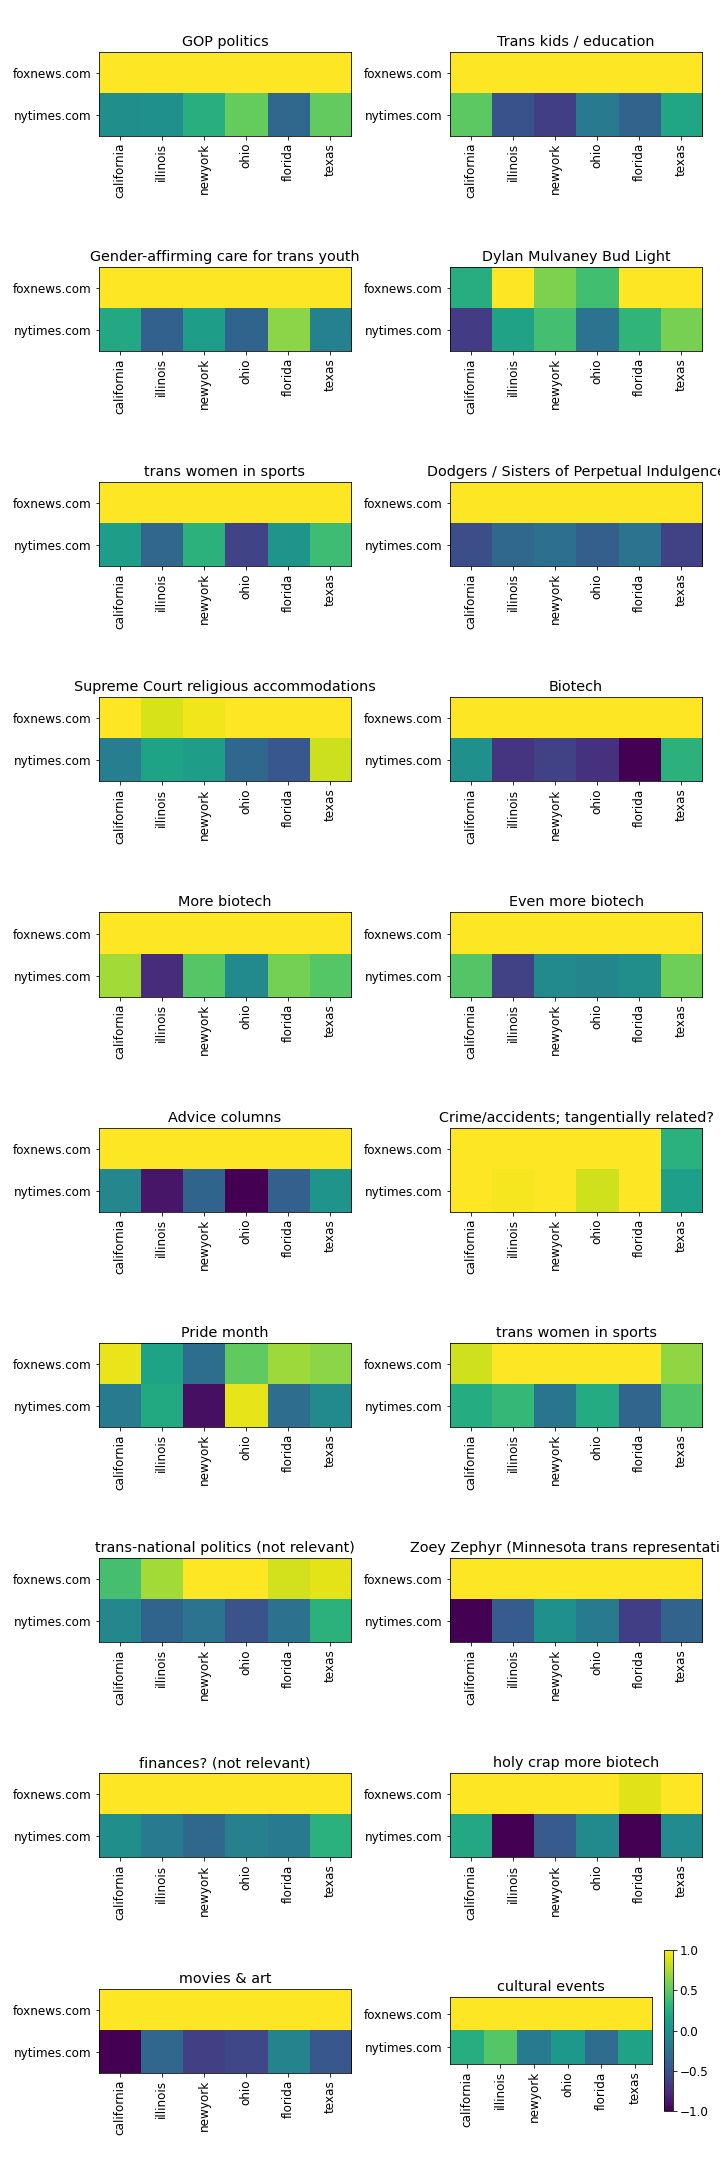 GOP politics
foxnews.com
nytimes.com
california
illinois
newyork
ohio
florida
texas
Trans kids / education
foxnews.com
nytimes.com
california
illinois
newyork
ohio
florida
texas
Gender-affirming care for trans youth
foxnews.com
nytimes.com
california
illinois
newyork
ohio
florida
texas
Dylan Mulvaney Bud Light
foxnews.com
nytimes.com
california
illinois
newyork
ohio
florida
texas
trans women in sports
foxnews.com
nytimes.com
california
illinois
newyork
ohio
florida
texas
Dodgers / Sisters of Perpetual Indulgence
foxnews.com
nytimes.com
california
illinois
newyork
ohio
florida
texas
Supreme Court religious accommodations
foxnews.com
nytimes.com
california
illinois
newyork
ohio
florida
texas
Biotech
foxnews.com
nytimes.com
california
illinois
newyork
ohio
florida
texas
More biotech
foxnews.com
nytimes.com
california
illinois
newyork
ohio
florida
texas
Even more biotech
foxnews.com
nytimes.com
california
illinois
newyork
ohio
florida
texas
Advice columns
foxnews.com
nytimes.com
california
illinois
newyork
ohio
florida
texas
Crime/accidents; tangentially related?
foxnews.com
nytimes.com
california
illinois
newyork
ohio
florida
texas
Pride month
foxnews.com
nytimes.com
california
illinois
newyork
ohio
florida
texas
trans women in sports
foxnews.com
nytimes.com
california
illinois
newyork
ohio
florida
texas
trans-national politics (not relevant)
foxnews.com
nytimes.com
california
illinois
newyork
ohio
florida
texas
Zoey Zephyr (Minnesota trans representati
foxnews.com
nytimes.com
california
illinois
newyork
ohio
florida
texas
finances? (not relevant)
foxnews.com
nytimes.com
california
illinois
newyork
ohio
florida
texas
holy crap more biotech
foxnews.com
nytimes.com
california
illinois
newyork
ohio
florida
texas
movies & art
foxnews.com
nytimes.com
california
illinois
newyork
ohio
florida
texas
cultural events
foxnews.com
nytimes.com
california
illinois
newyork
ohio
florida
texas
1.0
0.5
0.0
−0.5
−1.0